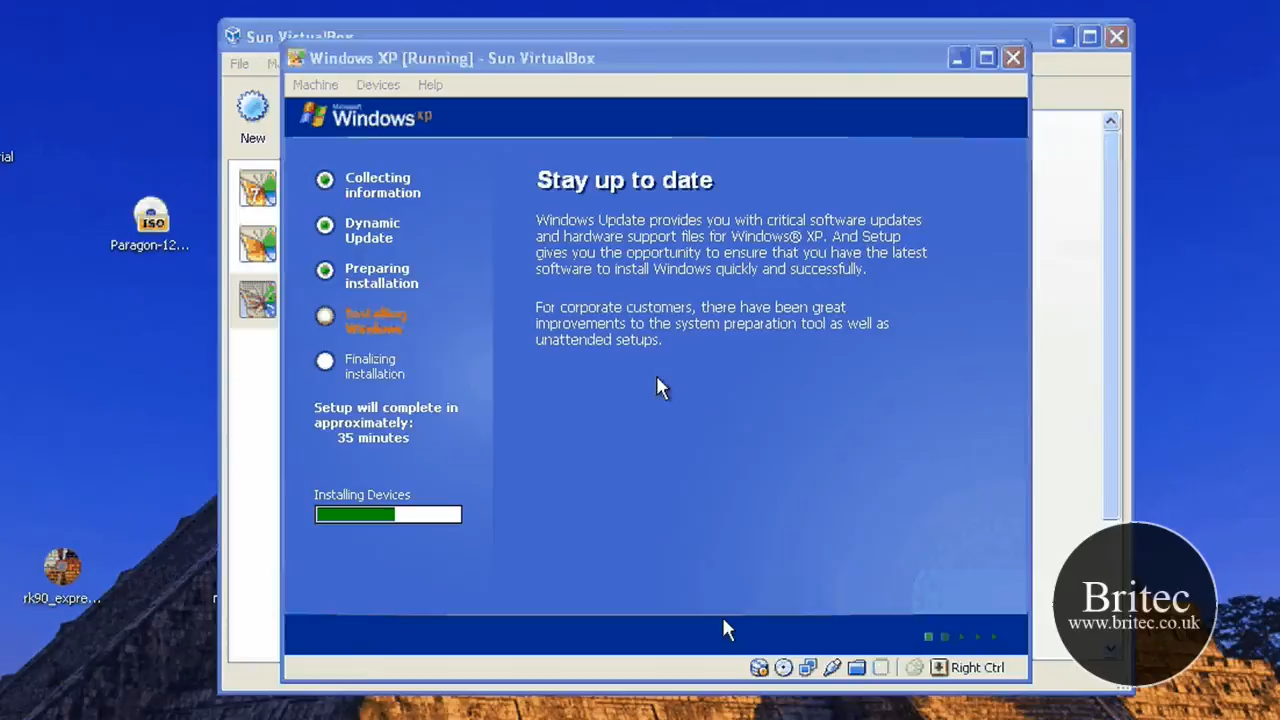 Sun VirtualBox
File
Windows XP [Running] - Sun VirtualBox
Machine Devices Help
New
Microsoft
Windows xp
Collecting
information
Dynamic
Update
Preparing
installation
Installing
Windows
Finalizing
installation
Setup will complete in
approximately:
35 minutes
Installing Devices
Stay up to date
Windows Update provides you with critical software updates
and hardware support files for Windows® XP. And Setup
gives you the opportunity to ensure that you have the latest
software to install Windows quickly and successfully.
For corporate customers, there have been great
improvements to the system preparation tool as well as
unattended setups.
Right Ctrl
ial
ISO
Paragon-12...
rk90_expre...
Britec
www.britec.co.uk